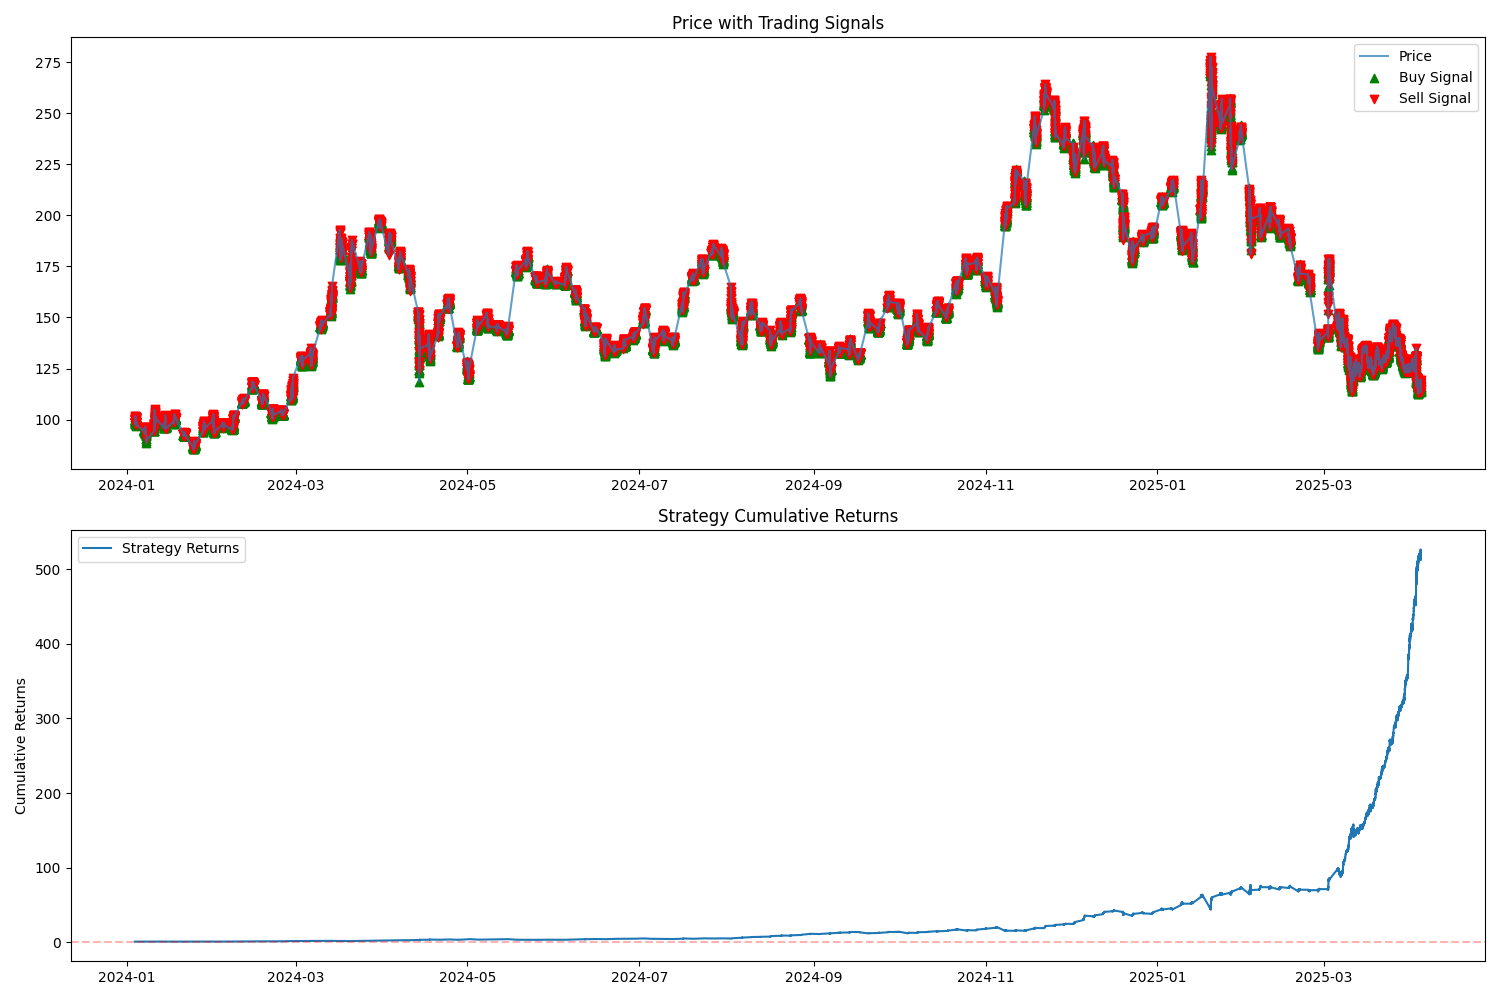 Price with Trading Signals
275
250
225
200
175
150
125
100
Price
Buy Signal
Sell Signal
2024-01 2024-03 2024-05 2024-07 2024-09 2024-11 2025-01 2025-03
Strategy Cumulative Returns
Strategy Returns
Cumulative Returns
500
400
300
200
100
0
2024-01 2024-03 2024-05 2024-07 2024-09 2024-11 2025-01 2025-03